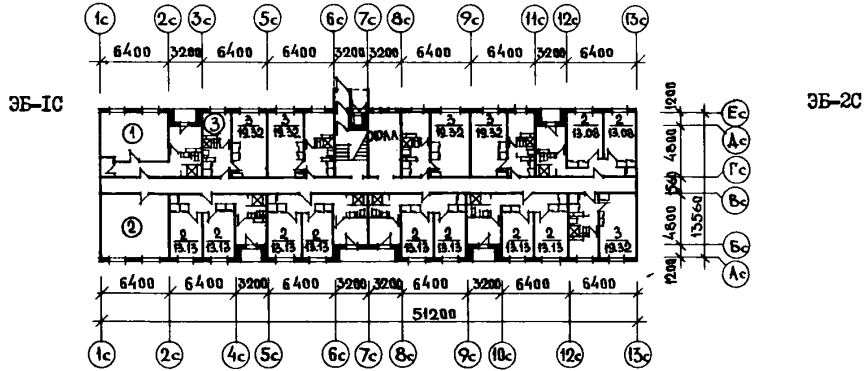 1с 2с 3с 5с 6с 7с 8с 9с 11с 12с 13с
6400 3200 6400 6400 3200 3200 6400 6400 3200 6400
ЭБ-1С ЭБ-2С
1200 Ес
1 3 3 19.32 3 19.32 ХОЛЛ 3 19.32 3 19.32 2 13.08 2 13.08
Дс
4800
Гс
1560
Вс
4800 13560
2 2 13.13 2 13.13 2 13.13 2 13.13 2 13.13 2 13.13 2 13.13 2 13.13 3 19.32
Бс
1200 Ас
6400 6400 3200 6400 3200 3200 6400 3200 6400 6400
51200
1с 2с 4с 5с 6с 7с 8с 9с 10с 12с 13с